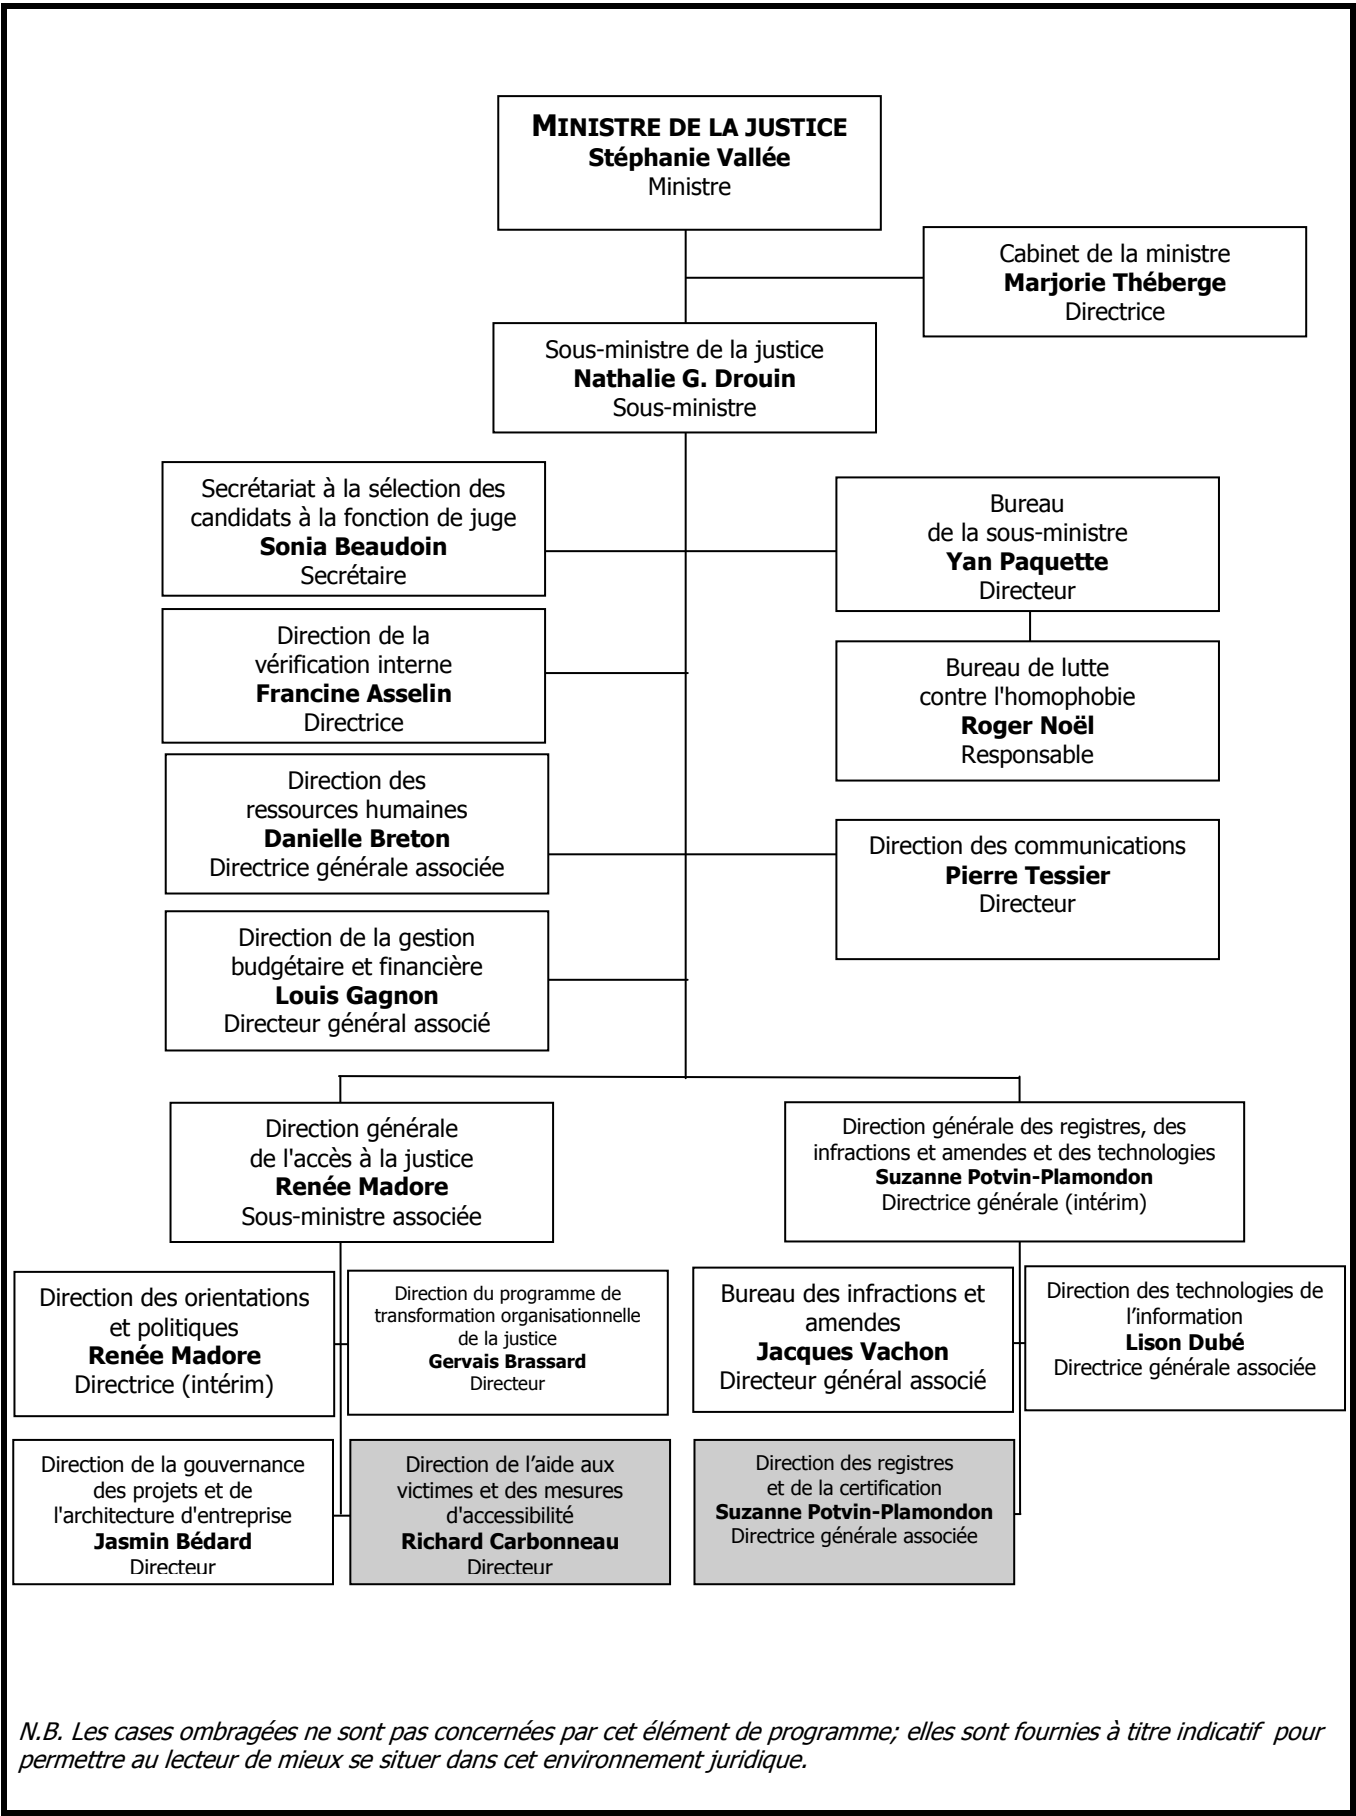 MINISTRE DE LA JUSTICE
Stéphanie Vallée
Ministre
Cabinet de la ministre
Marjorie Théberge
Directrice
Sous-ministre de la justice
Nathalie G. Drouin
Sous-ministre
Secrétariat à la sélection des
candidats à la fonction de juge
Sonia Beaudoin
Secrétaire
Bureau
de la sous-ministre
Yan Paquette
Directeur
Direction de la
vérification interne
Francine Asselin
Directrice
Bureau de lutte
contre l'homophobie
Roger Noël
Responsable
Direction des
ressources humaines
Danielle Breton
Directrice générale associée
Direction des communications
Pierre Tessier
Directeur
Direction de la gestion
budgétaire et financière
Louis Gagnon
Directeur général associé
Direction générale
de l'accès à la justice
Renée Madore
Sous-ministre associée
Direction générale des registres, des
infractions et amendes et des technologies
Suzanne Potvin-Plamondon
Directrice générale (intérim)
Direction des orientations
et politiques
Renée Madore
Directrice (intérim)
Direction du programme de
transformation organisationnelle
de la justice
Gervais Brassard
Directeur
Bureau des infractions et
amendes
Jacques Vachon
Directeur général associé
Direction des technologies de
l’information
Lison Dubé
Directrice générale associée
Direction de la gouvernance
des projets et de
l'architecture d'entreprise
Jasmin Bédard
Directeur
Direction de l’aide aux
victimes et des mesures
d'accessibilité
Richard Carbonneau
Directeur
Direction des registres
et de la certification
Suzanne Potvin-Plamondon
Directrice générale associée
N.B. Les cases ombragées ne sont pas concernées par cet élément de programme; elles sont fournies à titre indicatif pour
permettre au lecteur de mieux se situer dans cet environnement juridique.